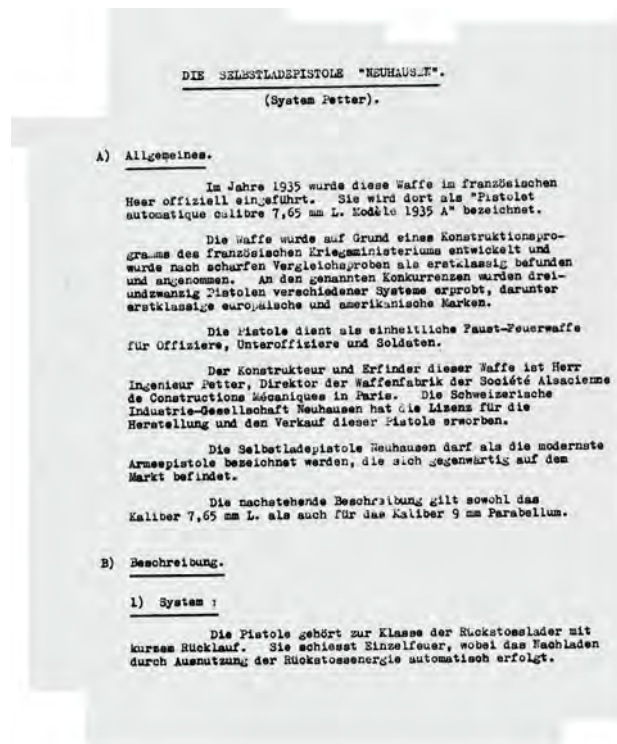 DIE SELBSTLADEPISTOLE "NEUHAUSEN".
(System Petter).
A) Allgemeines.
Im Jahre 1935 wurde diese Waffe im französischen
Heer offiziell eingeführt. Sie wird dort als "Pistolet
automatique calibre 7,65 mm L. Modèle 1935 A" bezeichnet.
Die Waffe wurde auf Grund eines Konstruktionspro-
gramms des französischen Kriegsministeriums entwickelt und
wurde nach scharfen Vergleichsproben als erstklassig befunden
und angenommen. An den genannten Konkurrenzen wurden drei-
undzwanzig Pistolen verschiedener Systeme erprobt, darunter
erstklassige europäische und amerikanische Marken.
Die Pistole dient als einheitliche Faust-Feuerwaffe
für Offiziere, Unteroffiziere und Soldaten.
Der Konstrukteur und Erfinder dieser Waffe ist Herr
Ingenieur Petter, Direktor der Waffenfabrik der Société Alsacienne
de Constructions Mécaniques in Paris. Die Schweizerische
Industrie-Gesellschaft Neuhausen hat die Lizenz für die
Herstellung und den Verkauf dieser Pistole erworben.
Die Selbstladepistole Neuhausen darf als die modernste
Armeepistole bezeichnet werden, die sich gegenwärtig auf dem
Markt befindet.
Die nachstehende Beschreibung gilt sowohl das
Kaliber 7,65 mm L. als auch für das Kaliber 9 mm Parabellum.
B) Beschreibung.
1) System :
Die Pistole gehört zur Klasse der Rückstosslader mit
kurzem Rücklauf. Sie schiesst Einzelfeuer, wobei das Nachladen
durch Ausnutzung der Rückstossenergie automatisch erfolgt.